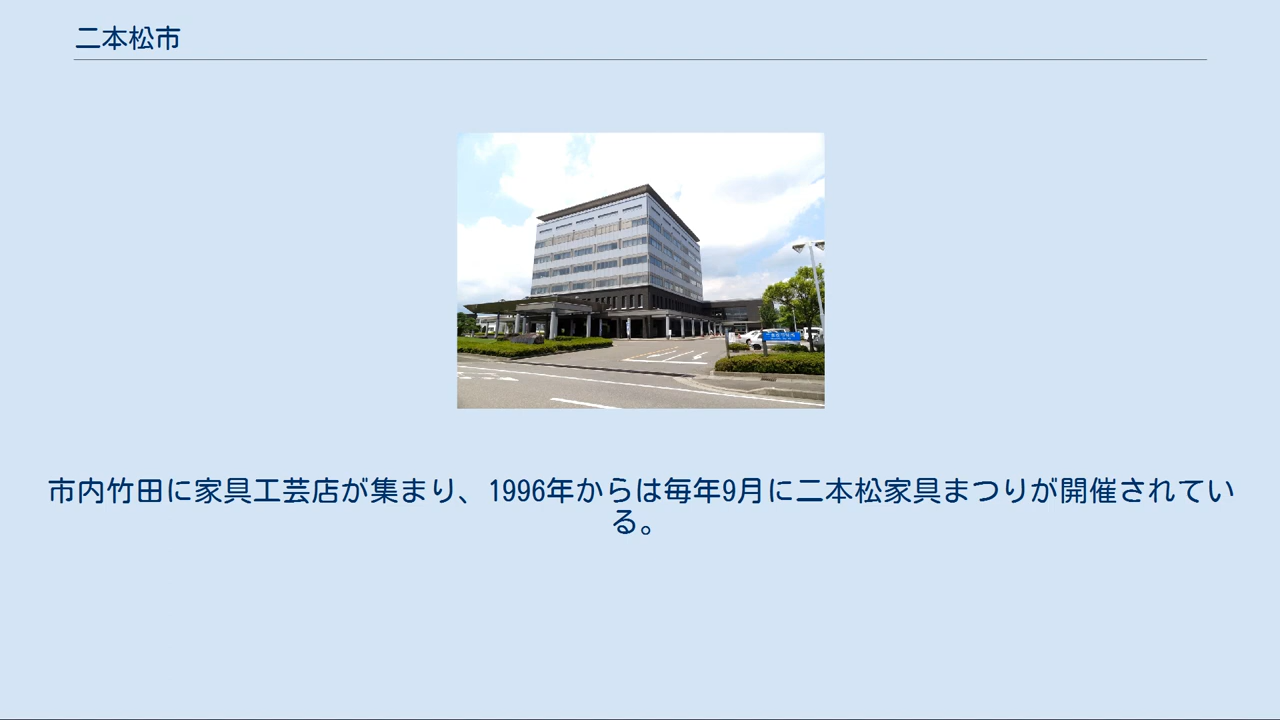 二本松市
市内竹田に家具工芸店が集まり、1996年からは毎年9月に二本松家具まつりが開催されてい
る。